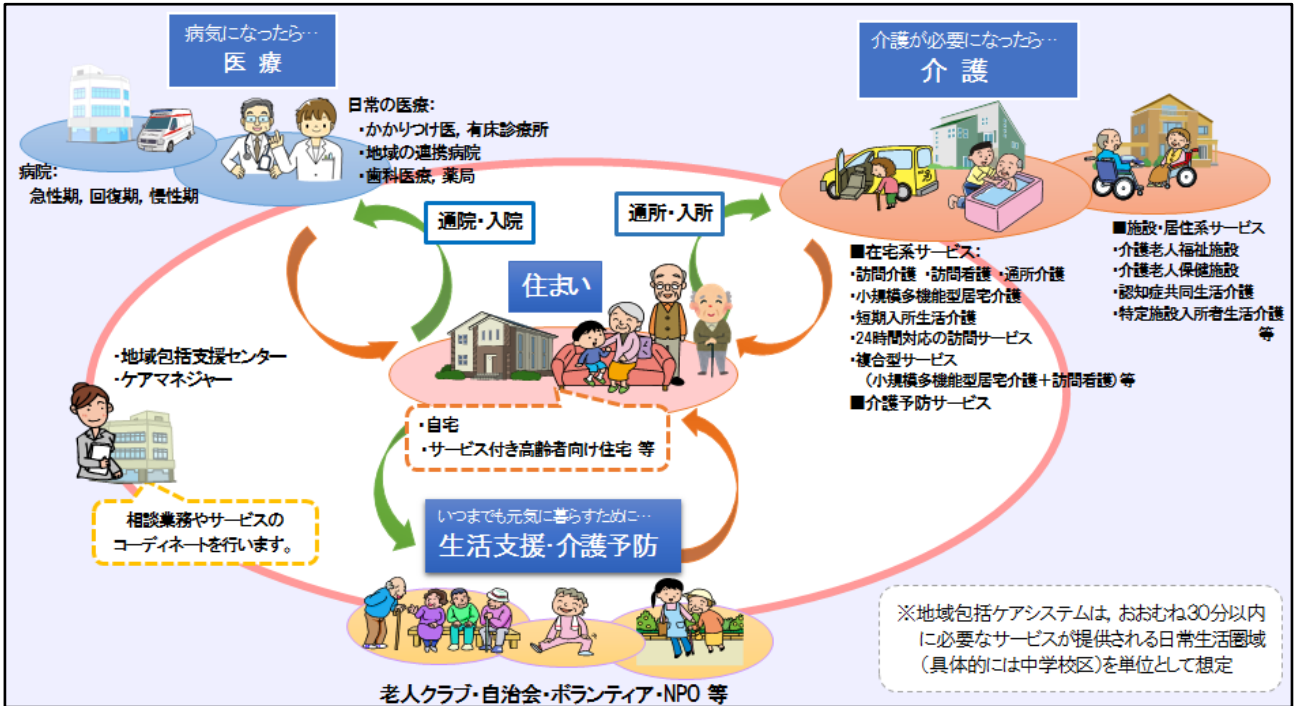 病気になったら…
医 療
日常の医療:
・かかりつけ医, 有床診療所
・地域の連携病院
・歯科医療, 薬局
病院:
急性期, 回復期, 慢性期
介護が必要になったら…
介 護
■在宅系サービス:
・訪問介護 ・訪問看護 ・通所介護
・小規模多機能型居宅介護
・短期入所生活介護
・24時間対応の訪問サービス
・複合型サービス
(小規模多機能型居宅介護+訪問看護)等
■介護予防サービス
■施設・居住系サービス
・介護老人福祉施設
・介護老人保健施設
・認知症共同生活介護
・特定施設入所者生活介護
等
通院・入院
通所・入所
住まい
・自宅
・サービス付き高齢者向け住宅 等
・地域包括支援センター
・ケアマネジャー
相談業務やサービスの
コーディネートを行います。
いつまでも元気に暮らすために…
生活支援・介護予防
老人クラブ・自治会・ボランティア・NPO 等
※地域包括ケアシステムは, おおむね30分以内
に必要なサービスが提供される日常生活圏域
(具体的には中学校区)を単位として想定